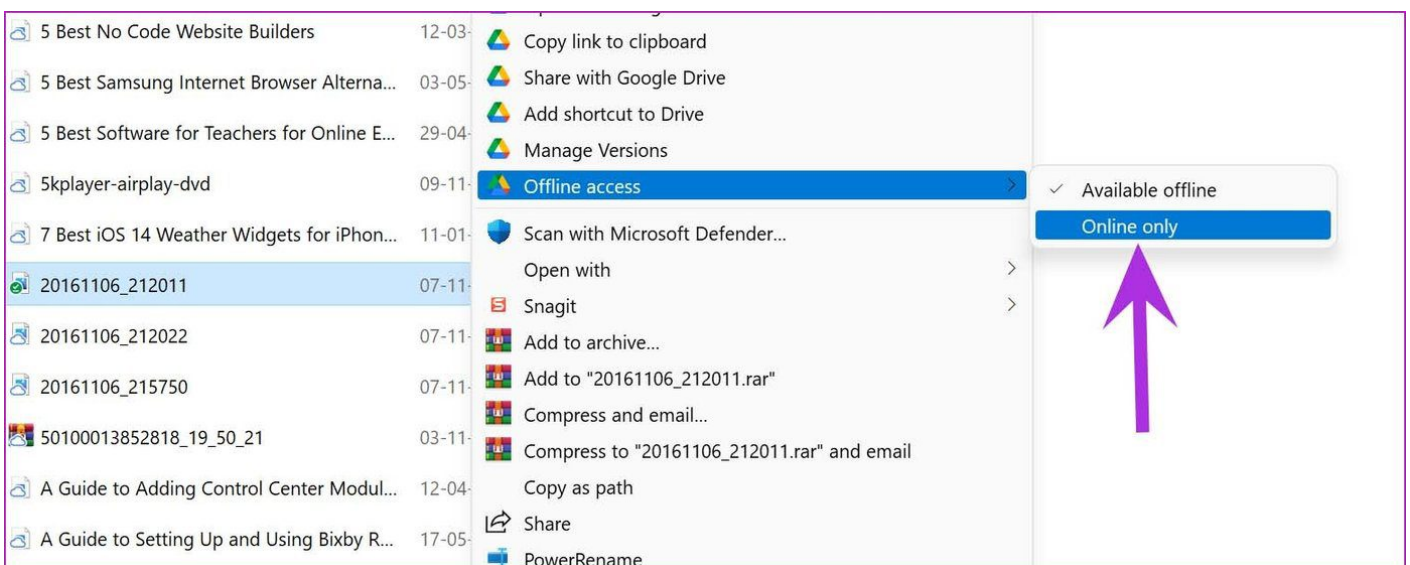 5 Best No Code Website Builders 12-03-
5 Best Samsung Internet Browser Alterna... 03-05-
5 Best Software for Teachers for Online E... 29-04-
5kplayer-airplay-dvd 09-11-
7 Best iOS 14 Weather Widgets for iPhon... 11-01-
20161106_212011 07-11-
20161106_212022 07-11-
20161106_215750 07-11-
50100013852818_19_50_21 03-11-
A Guide to Adding Control Center Modul... 12-04-
A Guide to Setting Up and Using Bixby R... 17-05-
Copy link to clipboard
Share with Google Drive
Add shortcut to Drive
Manage Versions
Offline access
Scan with Microsoft Defender...
Open with
Snagit
Add to archive...
Add to "20161106_212011.rar"
Compress and email...
Compress to "20161106_212011.rar" and email
Copy as path
Share
PowerRename
Available offline
Online only